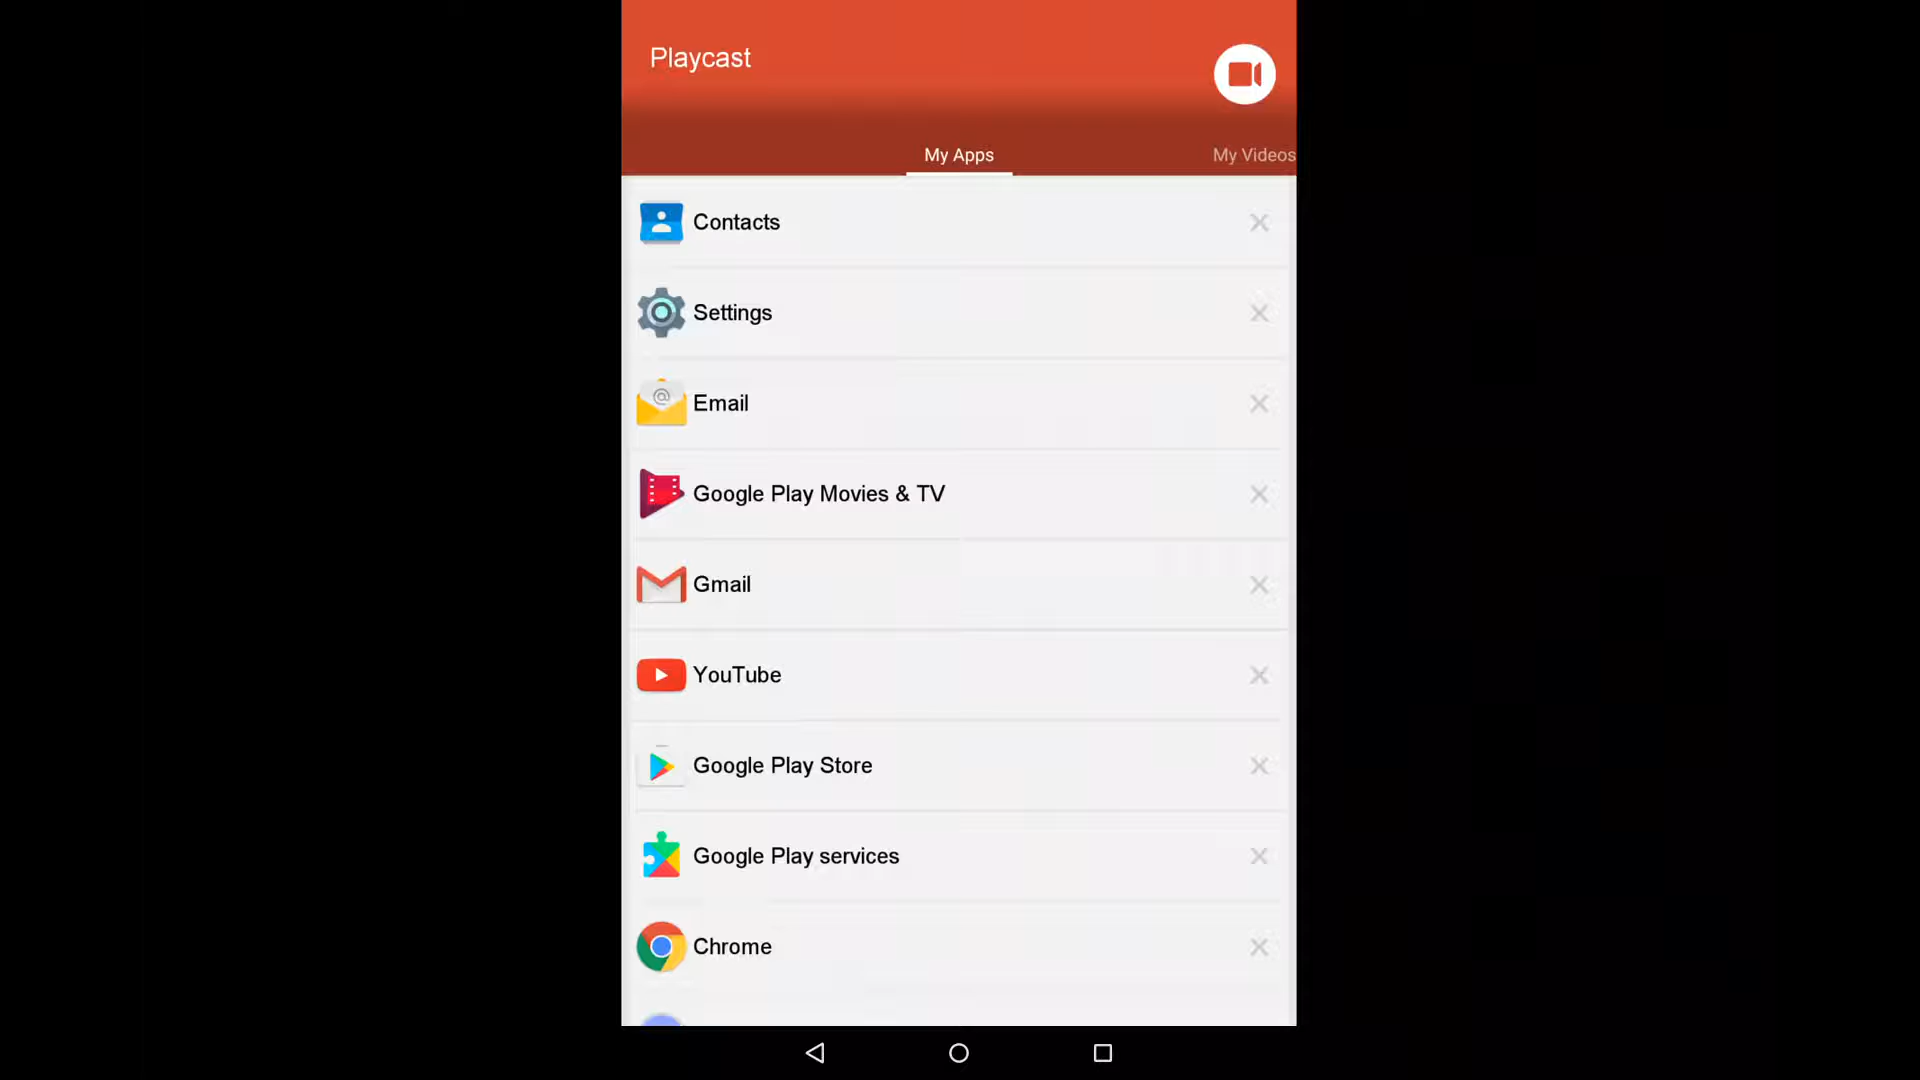 Playcast
My Apps
My Videos
Contacts
Settings
Email
Google Play Movies & TV
Gmail
YouTube
Google Play Store
Google Play services
Chrome